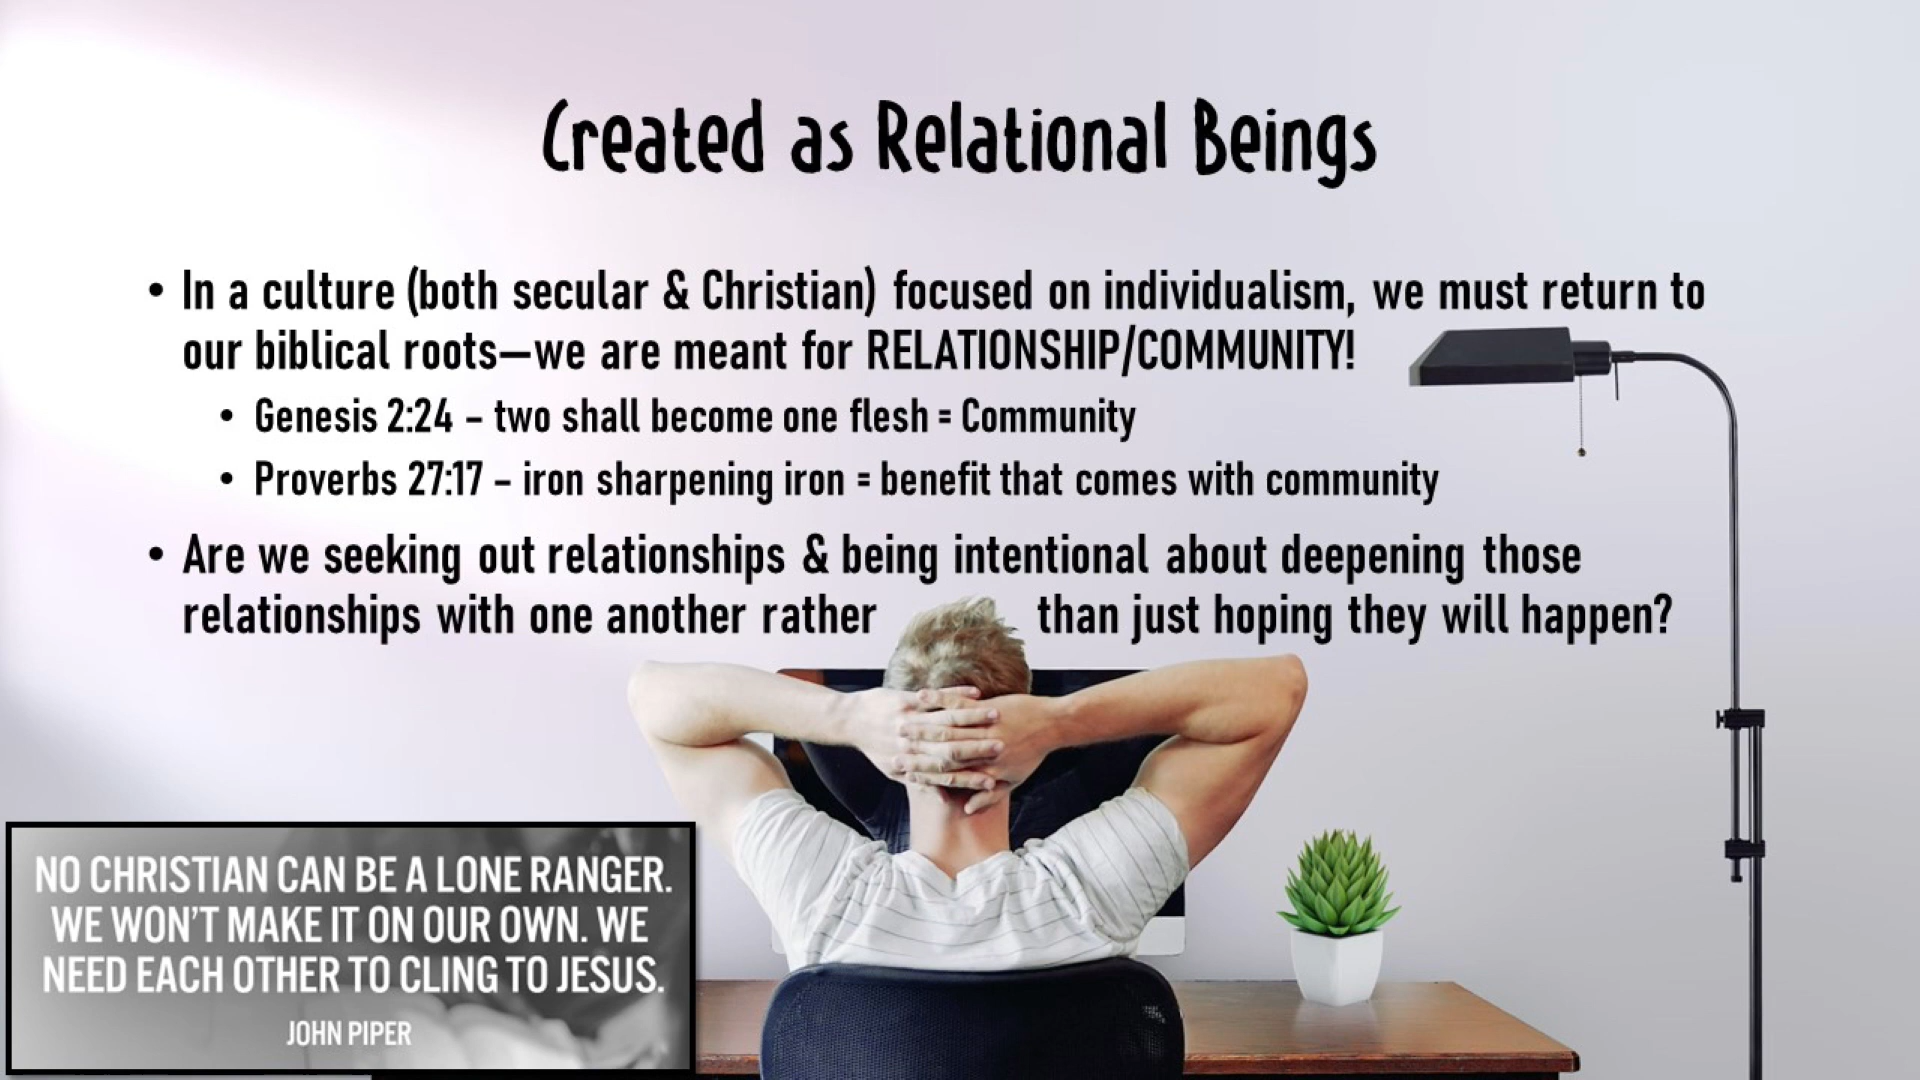 Created as Relational Beings
• In a culture (both secular & Christian) focused on individualism, we must return to
our biblical roots—we are meant for RELATIONSHIP/COMMUNITY!
• Genesis 2:24 – two shall become one flesh = Community
• Proverbs 27:17 – iron sharpening iron = benefit that comes with community
• Are we seeking out relationships & being intentional about deepening those
relationships with one another rather than just hoping they will happen?
NO CHRISTIAN CAN BE A LONE RANGER.
WE WON'T MAKE IT ON OUR OWN. WE
NEED EACH OTHER TO CLING TO JESUS.
JOHN PIPER